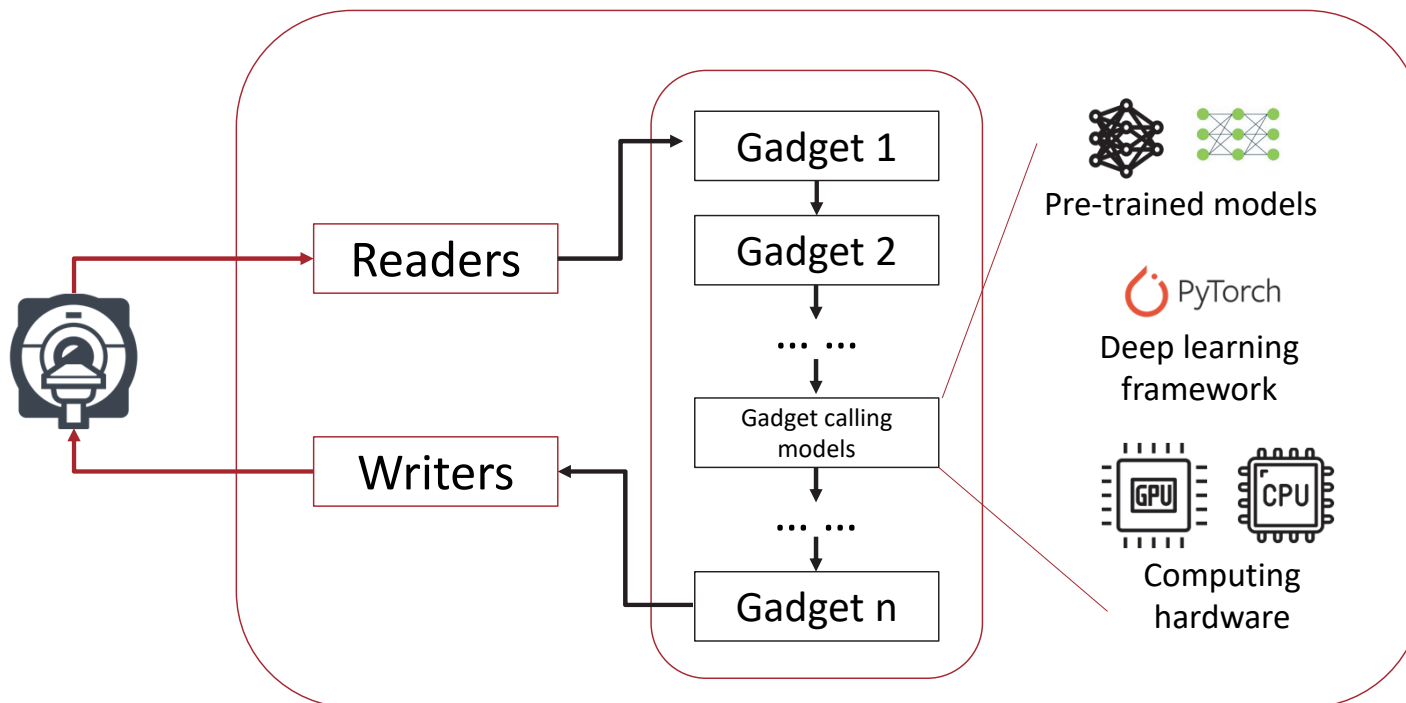 Gadget 1
Gadget 2
Readers
... ...
Gadget calling
models
Writers
... ...
Gadget n
Pre-trained models
PyTorch
Deep learning
framework
GPU
CPU
Computing
hardware